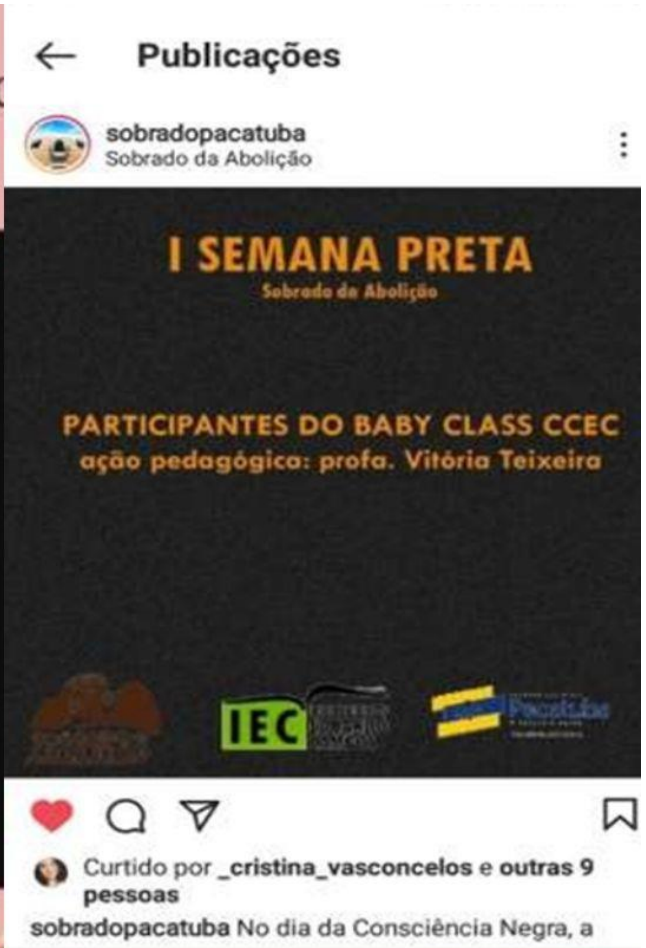 Publicações
sobradopacatuba
Sobrado da Abolição
I SEMANA PRETA
Sobrado da Abolição
PARTICIPANTES DO BABY CLASS CCEC
ação pedagógica: profa. Vitória Teixeira
IEC
Pacatuba
Curtido por _cristina_vasconcelos e outras 9
pessoas
sobradopacatuba No dia da Consciência Negra, a